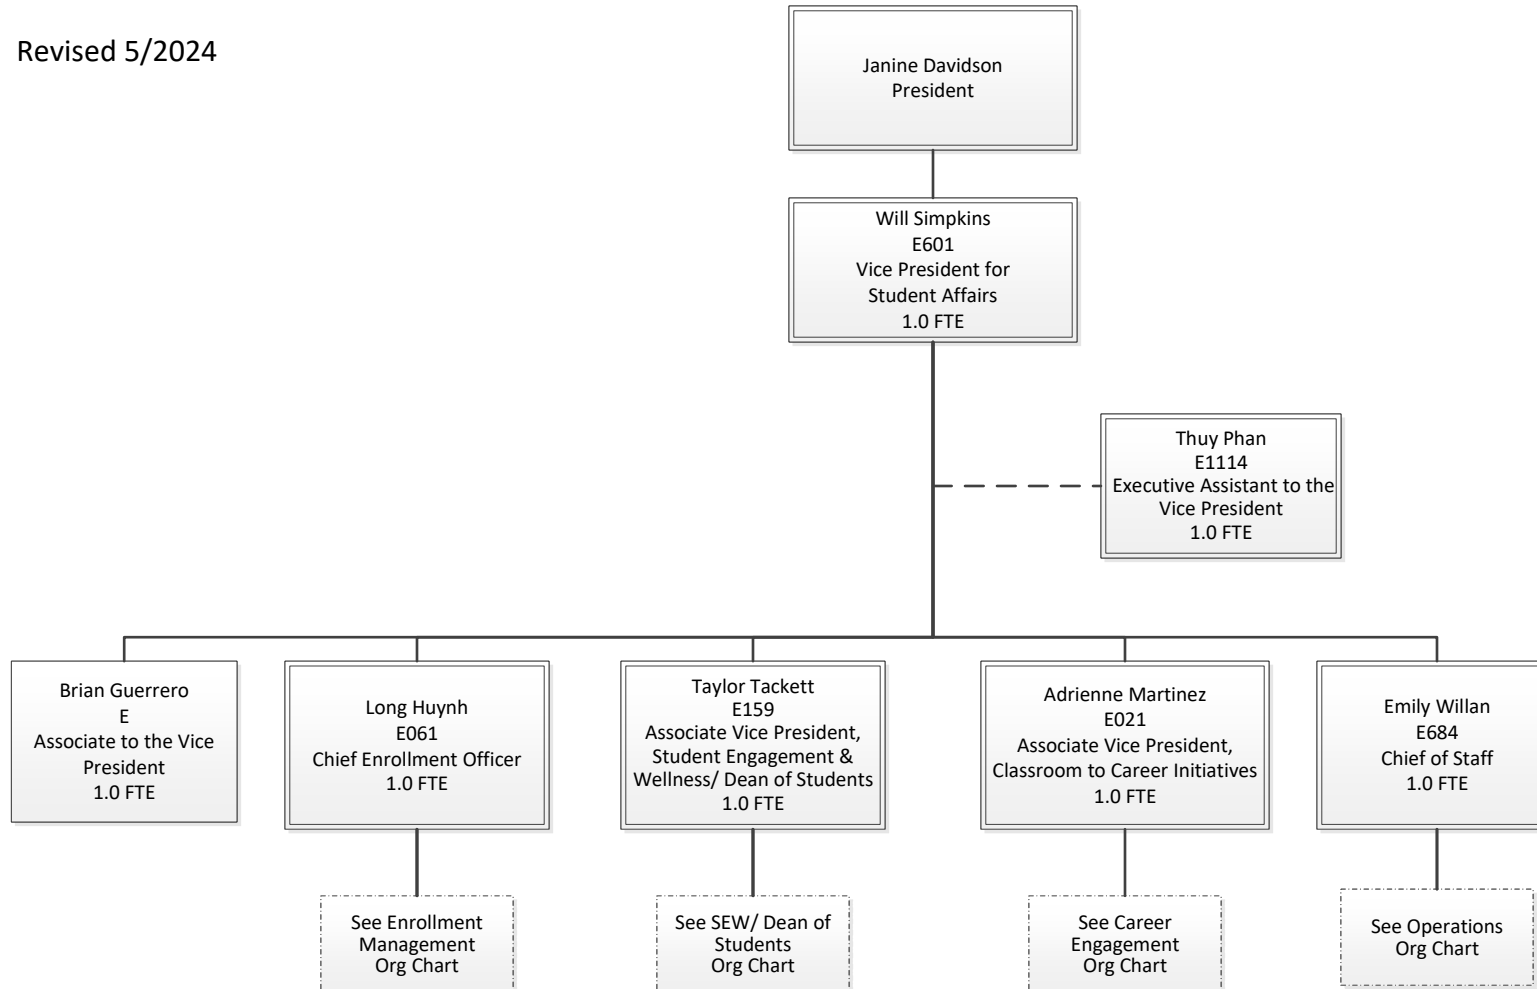 Revised 5/2024
Janine Davidson
President
Will Simpkins
E601
Vice President for
Student Affairs
1.0 FTE
Thuy Phan
E1114
Executive Assistant to the
Vice President
1.0 FTE
Brian Guerrero
E
Associate to the Vice
President
1.0 FTE
Long Huynh
E061
Chief Enrollment Officer
1.0 FTE
Taylor Tackett
E159
Associate Vice President,
Student Engagement &
Wellness/ Dean of Students
1.0 FTE
Adrienne Martinez
E021
Associate Vice President,
Classroom to Career Initiatives
1.0 FTE
Emily Willan
E684
Chief of Staff
1.0 FTE
See Enrollment
Management
Org Chart
See SEW/ Dean of
Students
Org Chart
See Career
Engagement
Org Chart
See Operations
Org Chart